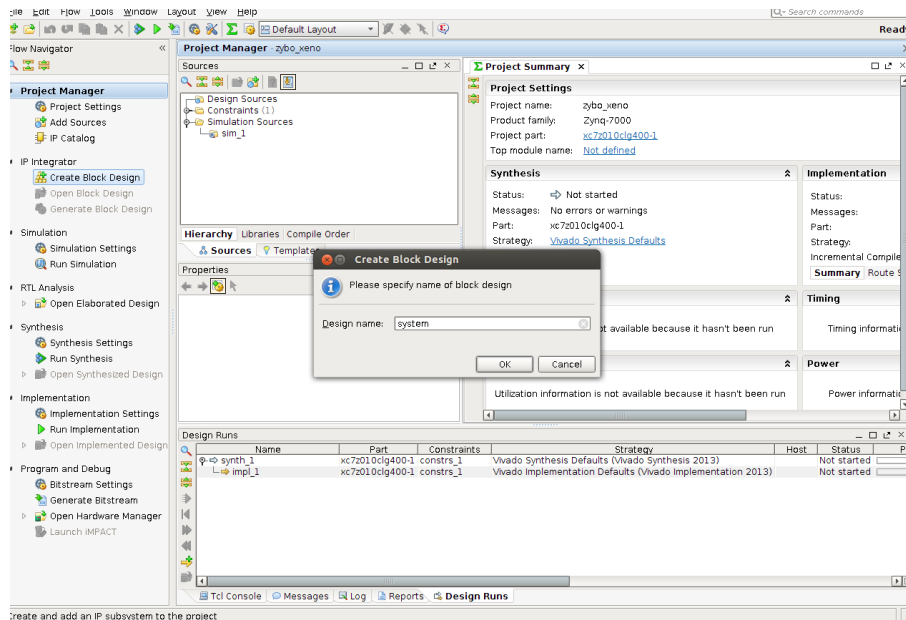 File Edit Flow Tools Window Layout View Help
Search commands
Default Layout
Ready
Flow Navigator
Project Manager
Project Settings
Add Sources
IP Catalog
IP Integrator
Create Block Design
Open Block Design
Generate Block Design
Simulation
Simulation Settings
Run Simulation
RTL Analysis
Open Elaborated Design
Synthesis
Synthesis Settings
Run Synthesis
Open Synthesized Design
Implementation
Implementation Settings
Run Implementation
Open Implemented Design
Program and Debug
Bitstream Settings
Generate Bitstream
Open Hardware Manager
Launch iMPACT
Project Manager - zybo_xeno
Sources
Design Sources
Constraints (1)
Simulation Sources
sim_1
Hierarchy Libraries Compile Order
Sources Templates
Properties
Project Summary
Project Settings
Project name: zybo_xeno
Product family: Zynq-7000
Project part: xc7z010clg400-1
Top module name: Not defined
Synthesis
Status: Not started
Messages: No errors or warnings
Part: xc7z010clg400-1
Strategy: Vivado Synthesis Defaults
Implementation
Status:
Messages:
Part:
Strategy:
Incremental Compile
Summary Route S
Create Block Design
Please specify name of block design
Design name: system
OK Cancel
t available because it hasn't been run
Timing
Timing informati
Utilization information is not available because it hasn't been run
Power
Power informatic
Design Runs
Name Part Constraints Strategy Host Status P
synth_1 xc7z010clg400-1 constrs_1 Vivado Synthesis Defaults (Vivado Synthesis 2013) Not started
impl_1 xc7z010clg400-1 constrs_1 Vivado Implementation Defaults (Vivado Implementation 2013) Not started
Tcl Console Messages Log Reports Design Runs
Create and add an IP subsystem to the project